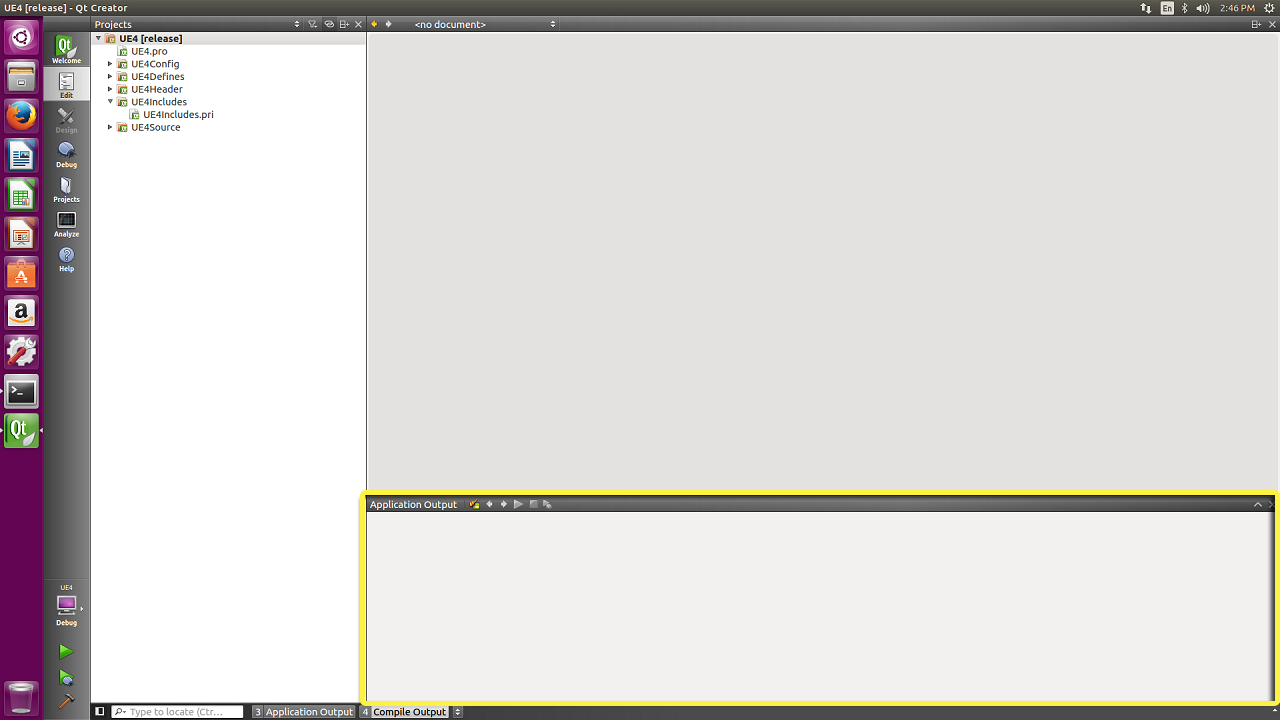 UE4 [release] - Qt Creator
En
2:46 PM
Projects
<no document>
Qt
Welcome
Edit
Design
Debug
Projects
Analyze
Help
UE4 [release]
UE4.pro
UE4Config
UE4Defines
UE4Header
UE4Includes
UE4Includes.pri
UE4Source
a
>_
Qt
Application Output
UE4
Debug
Type to locate (Ctr...
3 Application Output
4 Compile Output